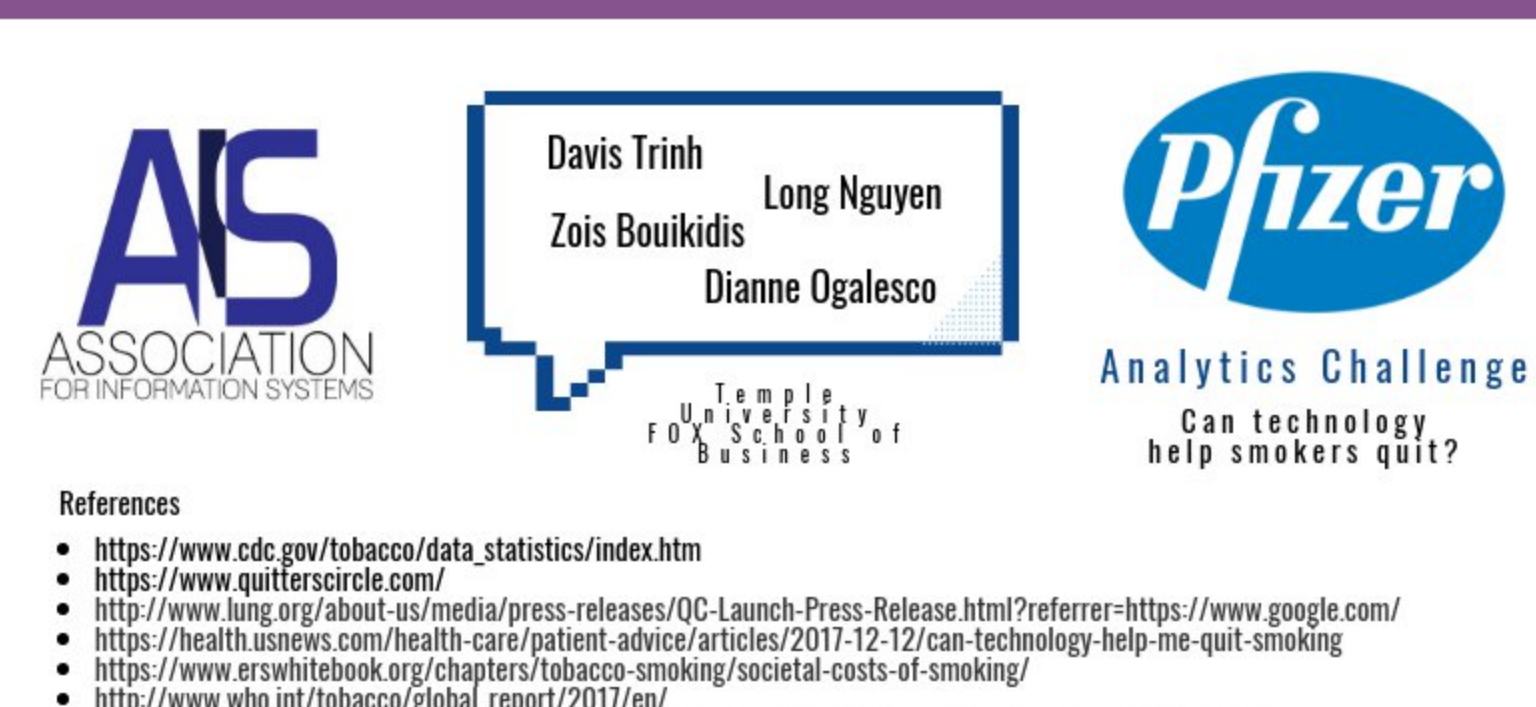 AIS
ASSOCIATION
FOR INFORMATION SYSTEMS
Davis Trinh
Long Nguyen
Zois Bouikidis
Dianne Ogalesco
Temple
University
FOX School of
Business
Pfizer
Analytics Challenge
Can technology
help smokers quit?
References
• https://www.cdc.gov/tobacco/data_statistics/index.htm
• https://www.quitterscircle.com/
• http://www.lung.org/about-us/media/press-releases/QC-Launch-Press-Release.html?referrer=https://www.google.com/
• https://health.usnews.com/health-care/patient-advice/articles/2017-12-12/can-technology-help-me-quit-smoking
• https://www.erswhitebook.org/chapters/tobacco-smoking/societal-costs-of-smoking/
• http://www.who.int/tobacco/global_report/2017/en/